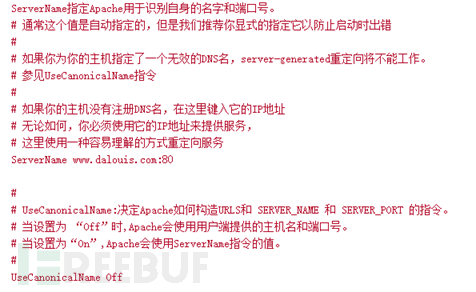 ServerName指定Apache用于识别自身的名字和端口号。
# 通常这个值是自动指定的，但是我们推荐你显式的指定它以防止启动时出错
#
# 如果你为你的主机指定了一个无效的DNS名，server-generated重定向将不能工作。
# 参见UseCanonicalName指令
#
# 如果你的主机没有注册DNS名，在这里键入它的IP地址
# 无论如何，你必须使用它的IP地址来提供服务，
# 这里使用一种容易理解的方式重定向服务
ServerName www.dalouis.com:80
#
# UseCanonicalName:决定Apache如何构造URLS和 SERVER_NAME 和 SERVER_PORT 的指令。
# 当设置为 “Off”时,Apache会使用用户端提供的主机名和端口号。
# 当设置为“On”,Apache会使用ServerName指令的值。
#
UseCanonicalName Off
REEBUF